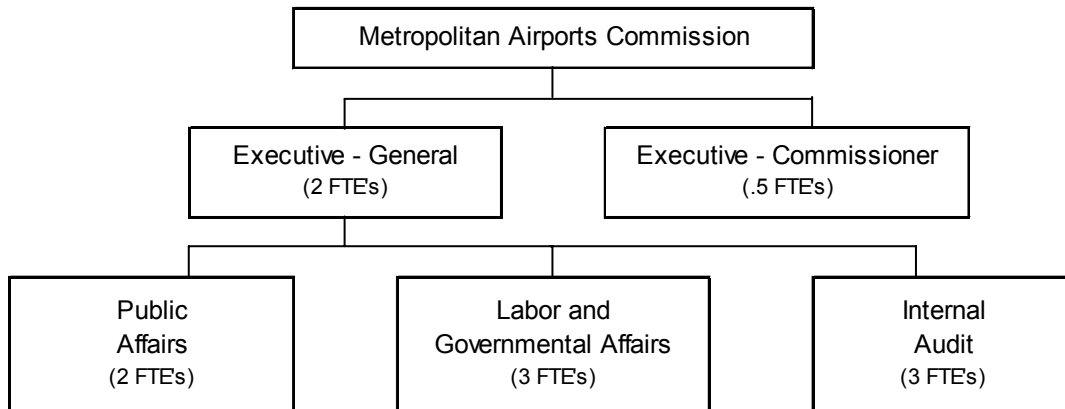 Metropolitan Airports Commission
Executive - General
(2 FTE's)
Executive - Commissioner
(.5 FTE's)
Public
Affairs
(2 FTE's)
Labor and
Governmental Affairs
(3 FTE's)
Internal
Audit
(3 FTE's)